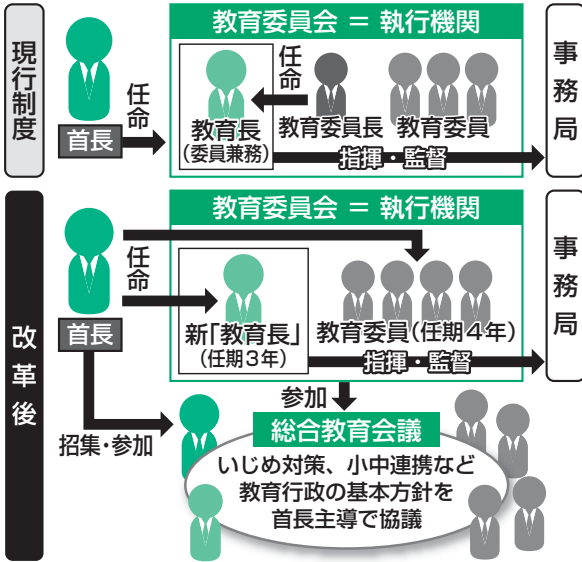 現行制度
首長
任命
教育委員会 = 執行機関
任命
教育長
(委員兼務)
教育委員長
教育委員
指揮・監督
事務局
改革後
首長
任命
教育委員会 = 執行機関
新「教育長」
(任期3年)
教育委員(任期4年)
指揮・監督
事務局
招集・参加
参加
総合教育会議
いじめ対策、小中連携など
教育行政の基本方針を
首長主導で協議